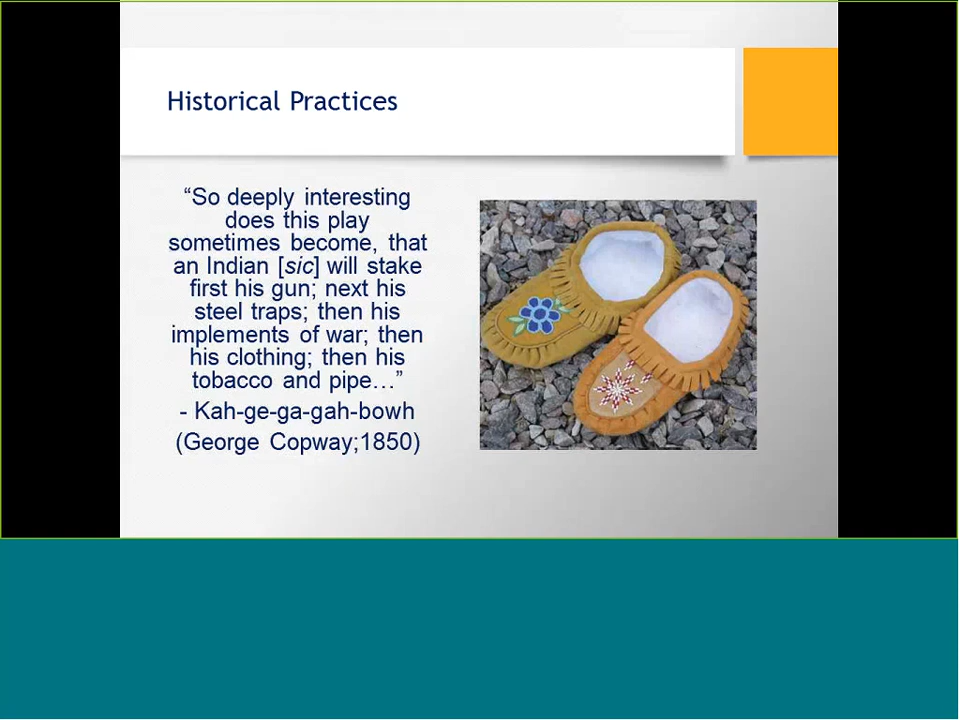 Historical Practices
“So deeply interesting
does this play
sometimes become, that
an Indian [sic] will stake
first his gun; next his
steel traps; then his
implements of war; then
his clothing; then his
tobacco and pipe…”
- Kah-ge-ga-gah-bowh
(George Copway;1850)